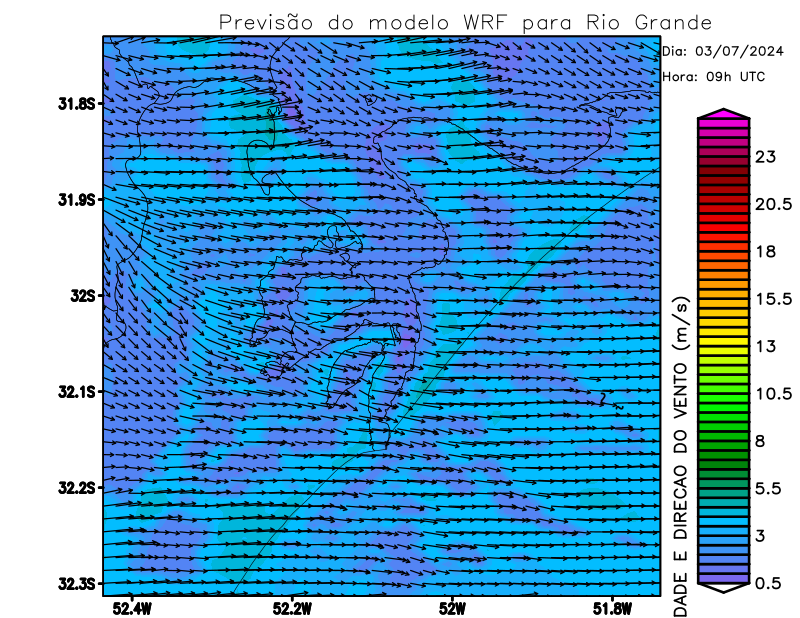 Previsão do modelo WRF para Rio Grande
Dia: 03/07/2024
Hora: 09h UTC
31.8S
31.9S
32S
32.1S
32.2S
32.3S
52.4W
52.2W
52W
51.8W
23
20.5
18
15.5
13
10.5
8
5.5
3
0.5
DADE E DIRECAO DO VENTO (m/s)